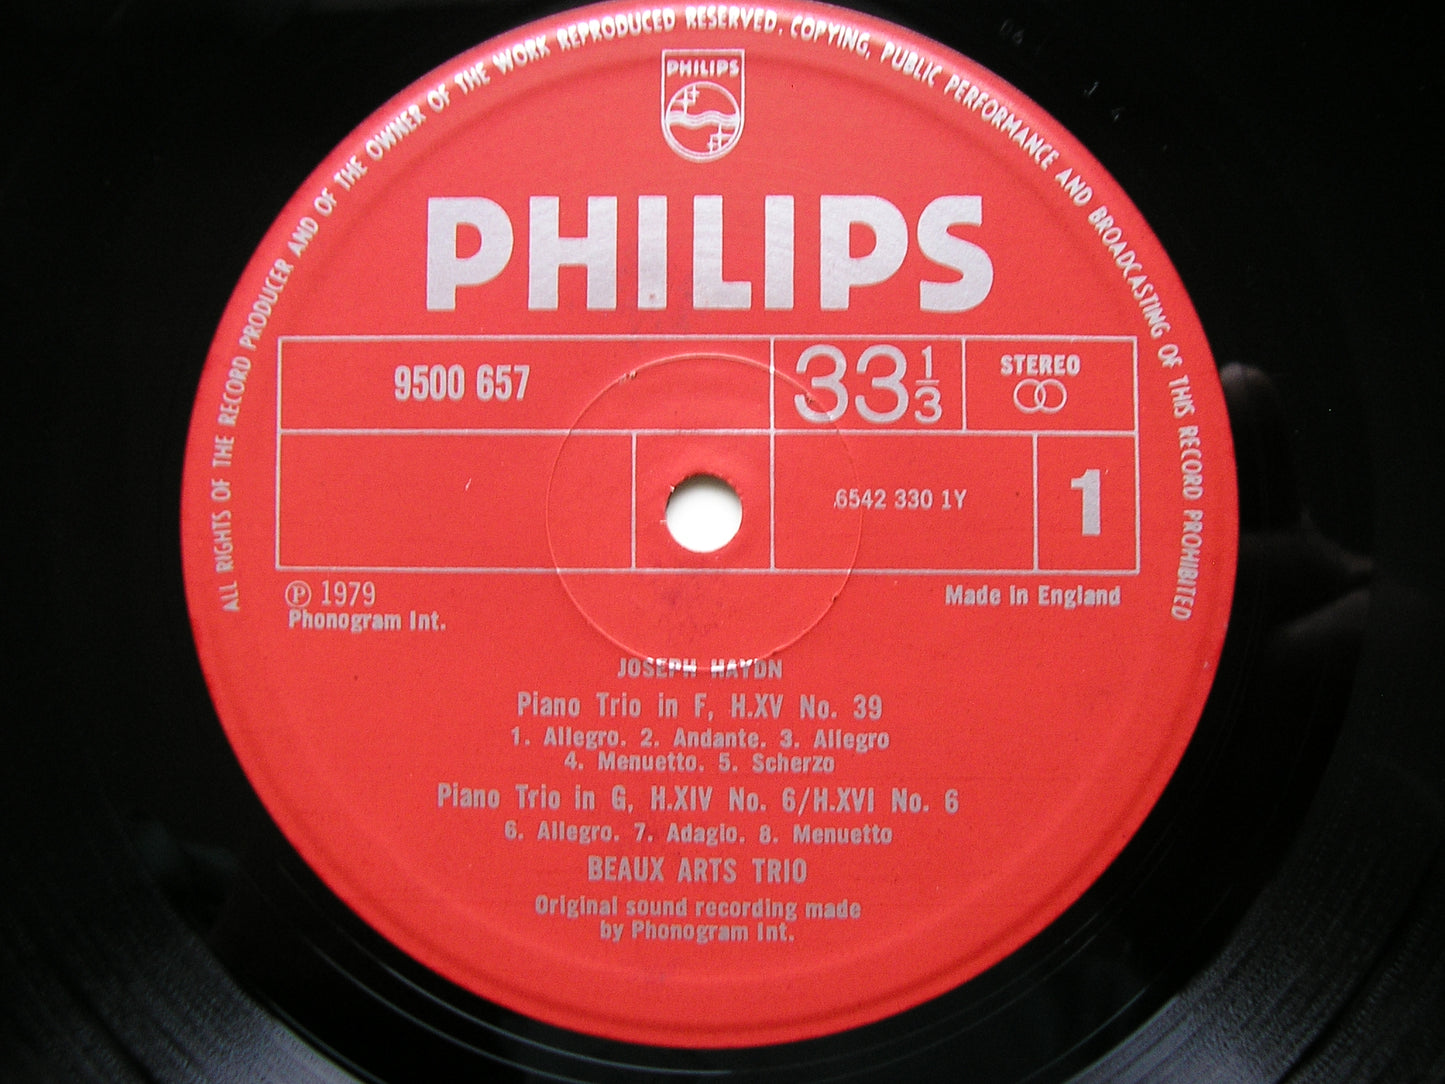 ALL RIGHTS OF THE RECORD PRODUCER AND OF THE OWNER OF THE WORK REPRODUCED RESERVED. COPYING, PUBLIC PERFORMANCE AND BROADCASTING OF THIS RECORD PROHIBITED
PHILIPS
PHILIPS
9500 657
33 1/3
STEREO
6542 330 1Y
1
Ⓟ 1979
Phonogram Int.
Made in England
JOSEPH HAYDN
Piano Trio in F, H.XV No. 39
1. Allegro. 2. Andante. 3. Allegro
4. Menuetto. 5. Scherzo
Piano Trio in G, H.XIV No. 6/H.XVI No. 6
6. Allegro. 7. Adagio. 8. Menuetto
BEAUX ARTS TRIO
Original sound recording made
by Phonogram Int.